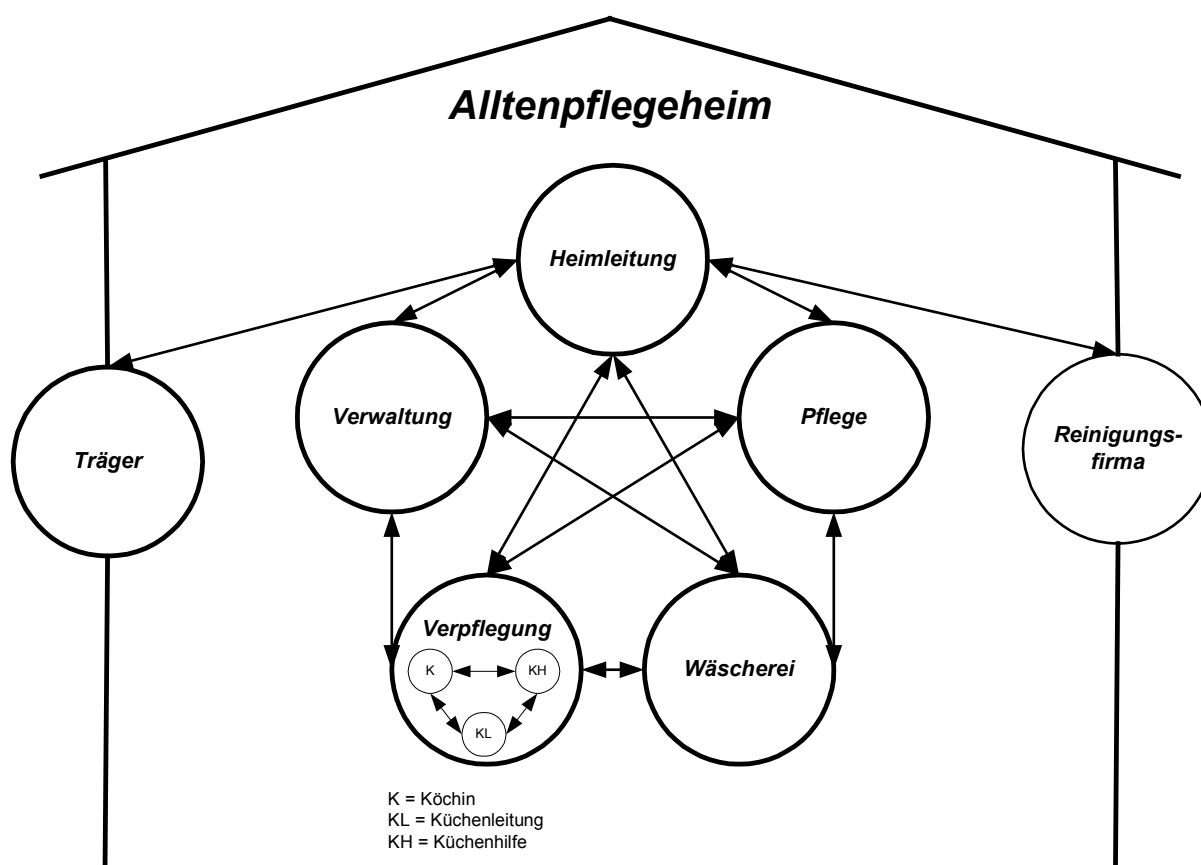 Alltenpflegeheim
Heimleitung
Verwaltung
Pflege
Träger
Reinigungs-
firma
Verpflegung
K
KH
KL
Wäscherei
K = Köchin
KL = Küchenleitung
KH = Küchenhilfe